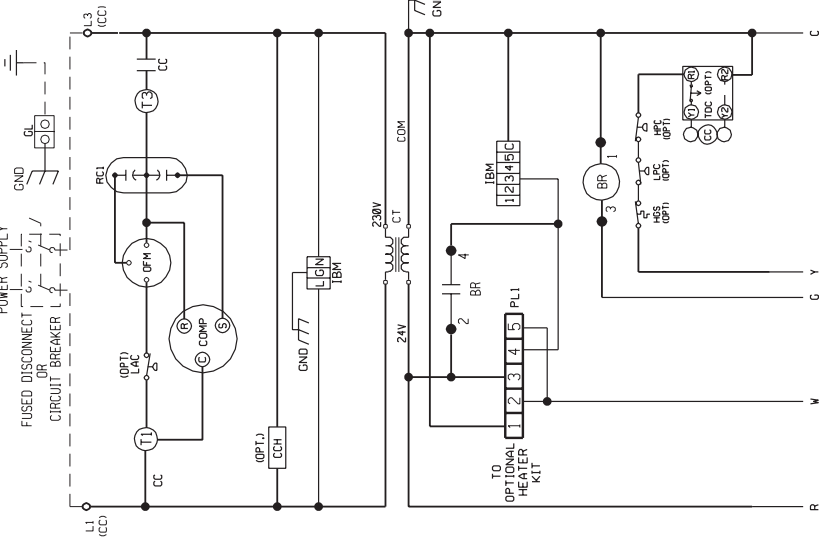 POWER SUPPLY
FUSED DISCONNECT
OR
CIRCUIT BREAKER
GND
GL
L1
(CC)
L3
(CC)
CC
T1
(OPT)
LAC
OFM
RC1
T3
CC
C
COMP
R
S
(OPT.)
CCH
GND
L G N
IBM
230V
CT
24V
COM
GND
2
BR
4
IBM
1 2 3 4 5 C
TO
OPTIONAL
HEATER
KIT
1 2 3 4 5
PL1
3
BR
1
HGS
(OPT)
LPC
(OPT)
HPC
(OPT)
Y1
R1
TDC (OPT)
Y2
R2
CC
R
W
G
Y
C